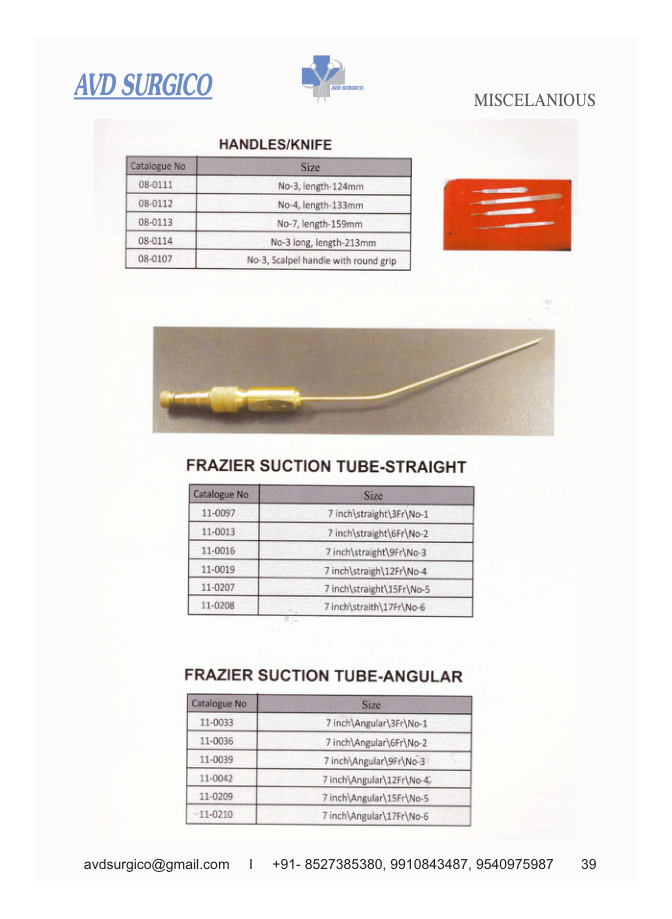 AVD SURGICO
AVD SURGICO
MISCELANIOUS
HANDLES/KNIFE
Catalogue No Size
08-0111 No-3, length-124mm
08-0112 No-4, length-133mm
08-0113 No-7, length-159mm
08-0114 No-3 long, length-213mm
08-0107 No-3, Scalpel handle with round grip
FRAZIER SUCTION TUBE-STRAIGHT
Catalogue No Size
11-0097 7 inch\straight\3Fr\No-1
11-0013 7 inch\straight\6Fr\No-2
11-0016 7 inch\straight\9Fr\No-3
11-0019 7 inch\straigh\12Fr\No-4
11-0207 7 inch\straight\15Fr\No-5
11-0208 7 inch\straith\17Fr\No-6
FRAZIER SUCTION TUBE-ANGULAR
Catalogue No Size
11-0033 7 inch\Angular\3Fr\No-1
11-0036 7 inch\Angular\6Fr\No-2
11-0039 7 inch\Angular\9Fr\No-3
11-0042 7 inch\Angular\12Fr\No-4
11-0209 7 inch\Angular\15Fr\No-5
11-0210 7 inch\Angular\17Fr\No-6
avdsurgico@gmail.com I +91- 8527385380, 9910843487, 9540975987 39